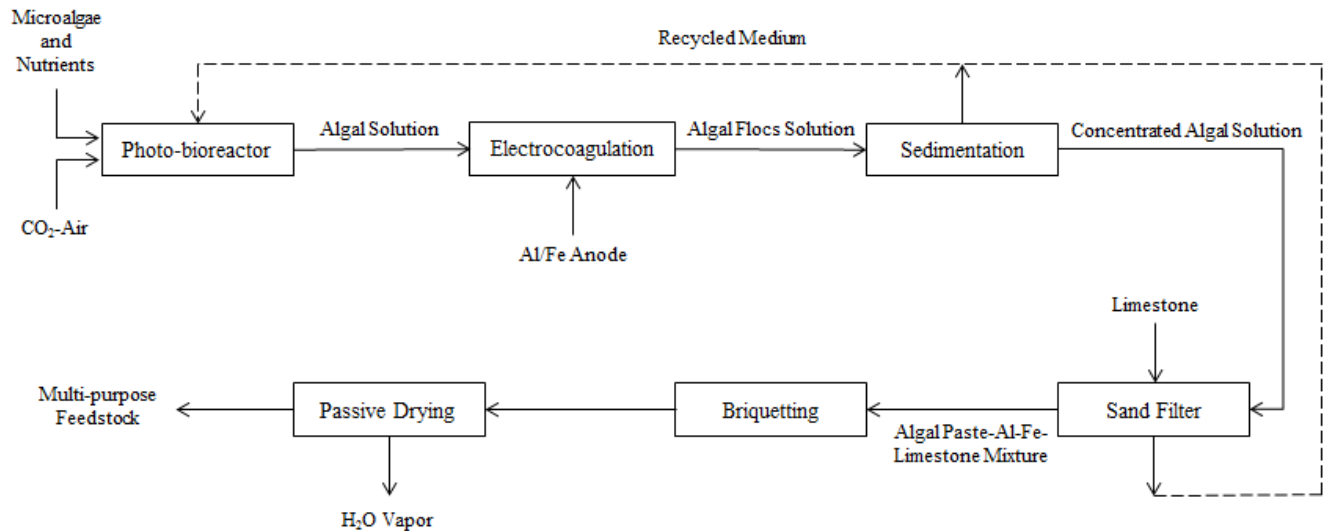 Microalgae
and
Nutrients
Recycled Medium
Photo-bioreactor
Algal Solution
Electrocoagulation
Algal Flocs Solution
Sedimentation
Concentrated Algal Solution
CO₂-Air
Al/Fe Anode
Limestone
Multi-purpose
Feedstock
Passive Drying
Briquetting
Sand Filter
Algal Paste-Al-Fe-
Limestone Mixture
H₂O Vapor